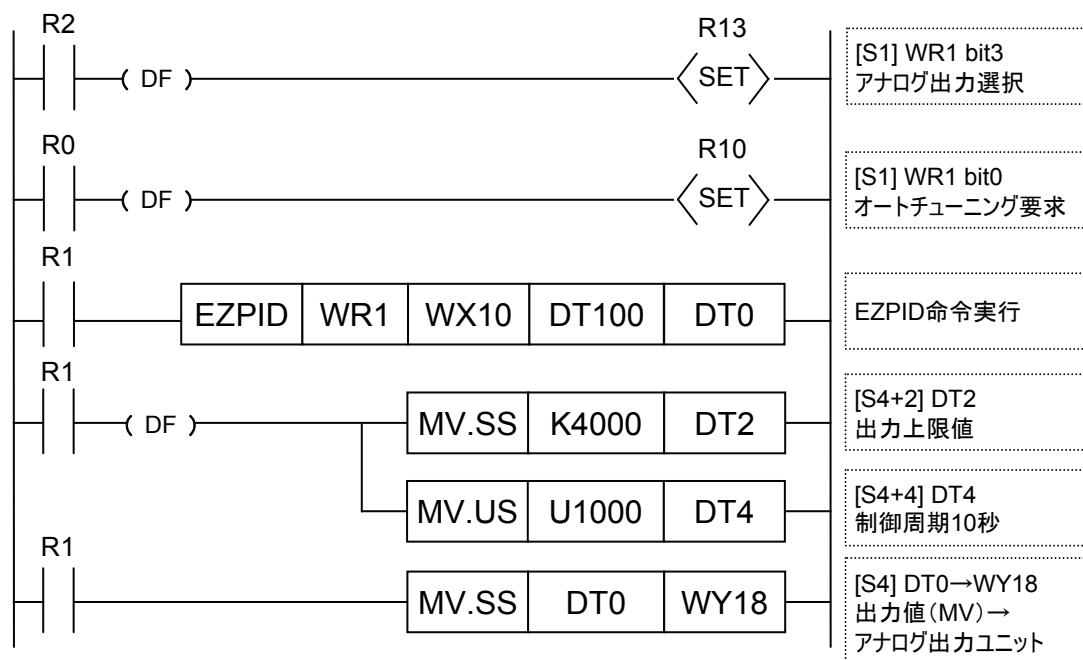 R2
( DF )
R13
SET
[S1] WR1 bit3
アナログ出力選択
R0
( DF )
R10
SET
[S1] WR1 bit0
オートチューニング要求
R1
EZPID WR1 WX10 DT100 DT0
EZPID命令実行
R1
( DF )
MV.SS K4000 DT2
[S4+2] DT2
出力上限値
MV.US U1000 DT4
[S4+4] DT4
制御周期10秒
R1
MV.SS DT0 WY18
[S4] DT0→WY18
出力値(MV)→
アナログ出力ユニット